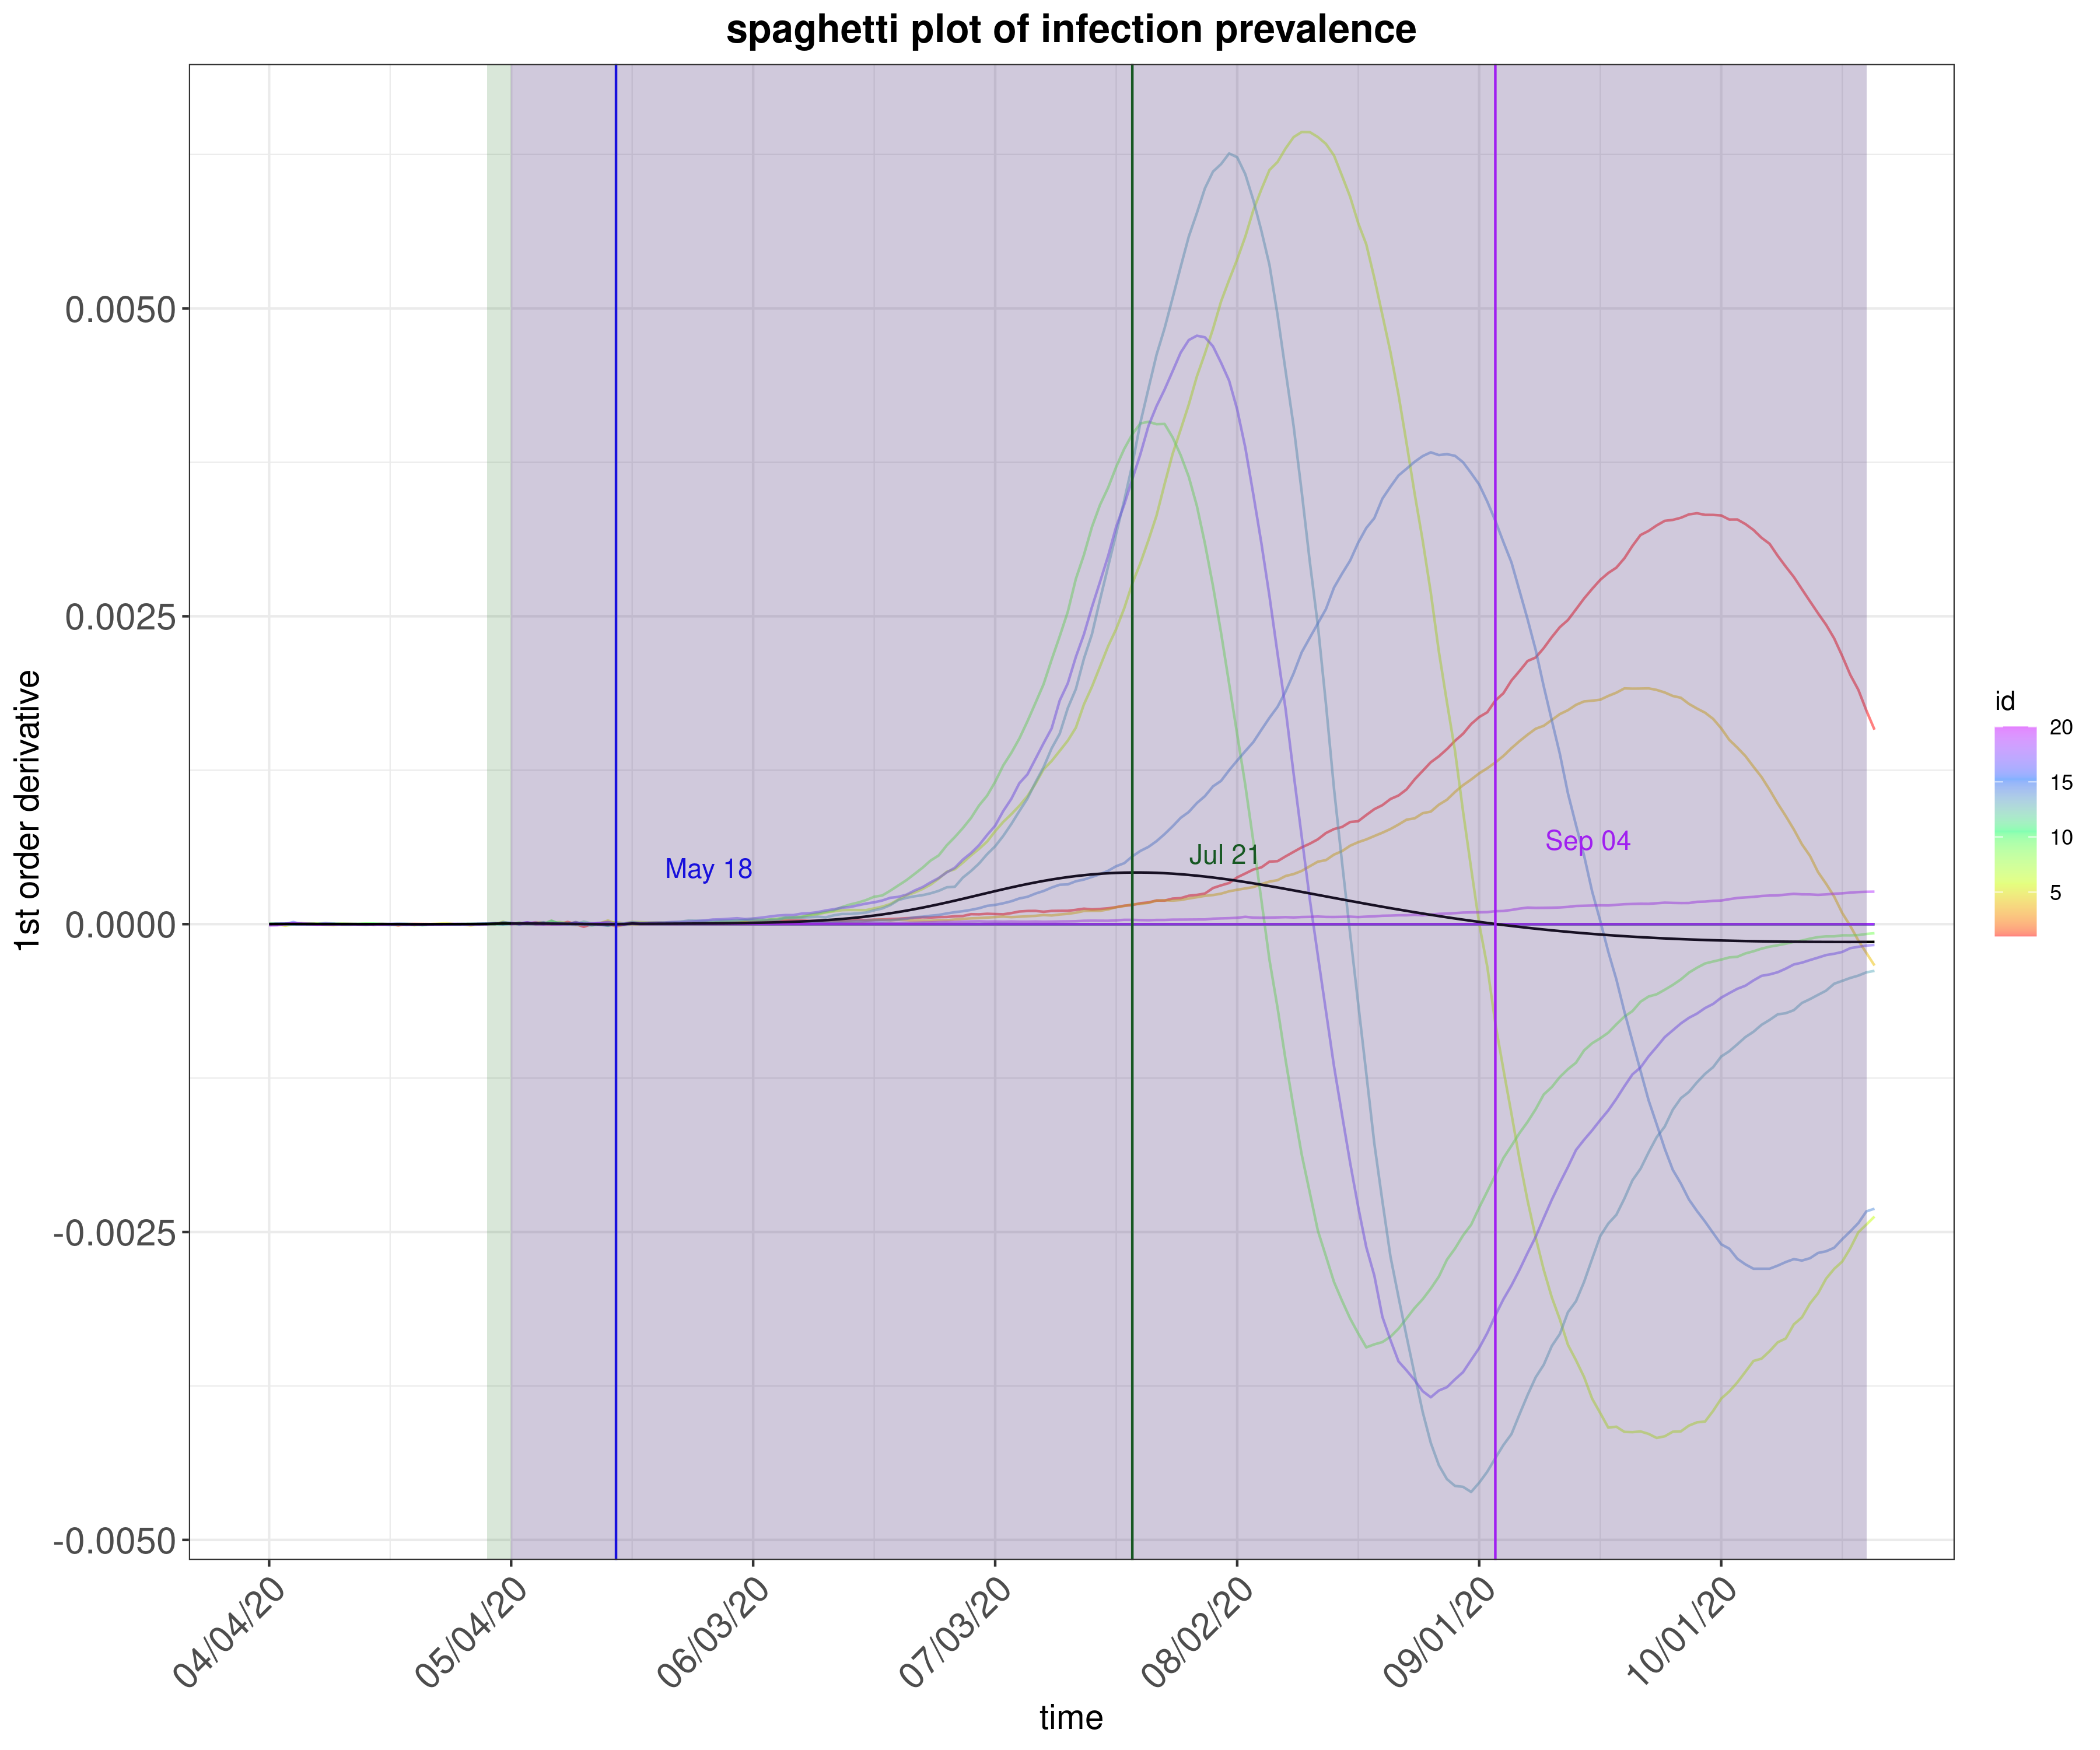 spaghetti plot of infection prevalence
1st order derivative
0.0050
0.0025
0.0000
-0.0025
-0.0050
May 18
Jul 21
Sep 04
04/04/20
05/04/20
06/03/20
07/03/20
08/02/20
09/01/20
10/01/20
time
id
20
15
10
5